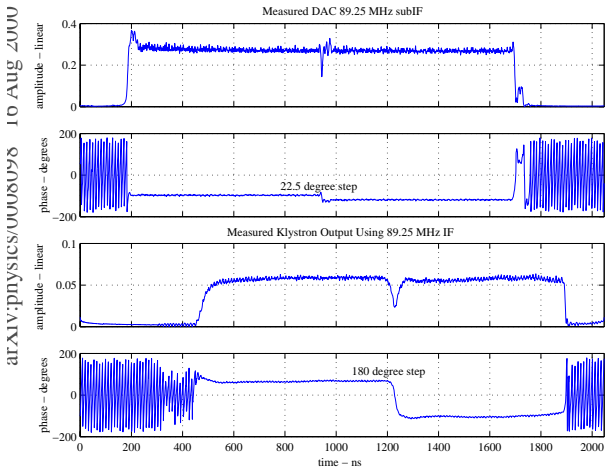 arXiv:physics/0008098 16 Aug 2000
Measured DAC 89.25 MHz subIF
amplitude − linear
0.4
0.2
0
phase − degrees
200
0
−200
22.5 degree step
Measured Klystron Output Using 89.25 MHz IF
amplitude − linear
0.1
0.05
0
phase − degrees
200
0
−200
180 degree step
0 200 400 600 800 1000 1200 1400 1600 1800 2000
time − ns